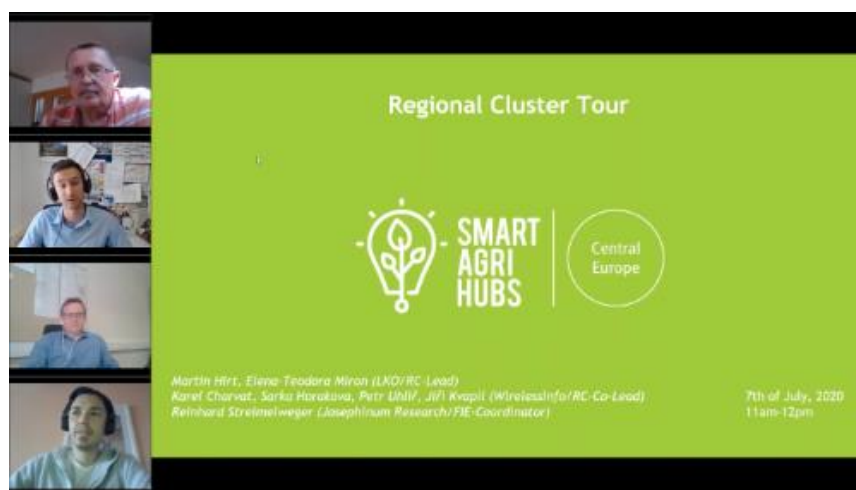 Regional Cluster Tour
SMART
AGRI
HUBS
Central
Europe
Martin Hirt, Elena-Teodora Miron (LKO/RC-Lead)
Karel Charvat, Sarka Horakova, Petr Uhlíř, Jiří Kvapil (WirelessInfo/RC-Co-Lead)
Reinhard Streimelweger (Josephinum Research/FIE-Coordinator)
7th of July, 2020
11am-12pm